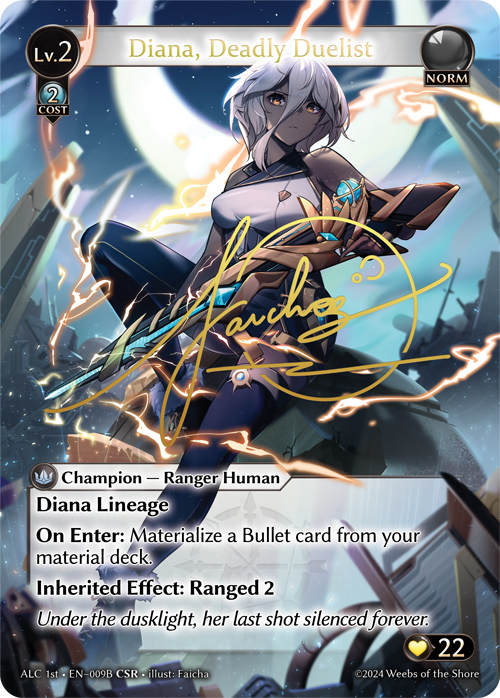 Lv.2
Diana, Deadly Duelist
NORM
2
COST
Faichoo
Champion — Ranger Human
Diana Lineage
On Enter: Materialize a Bullet card from your
material deck.
Inherited Effect: Ranged 2
Under the dusklight, her last shot silenced forever.
22
ALC 1st • EN-009B CSR • illust: Faicha
©2024 Weebs of the Shore